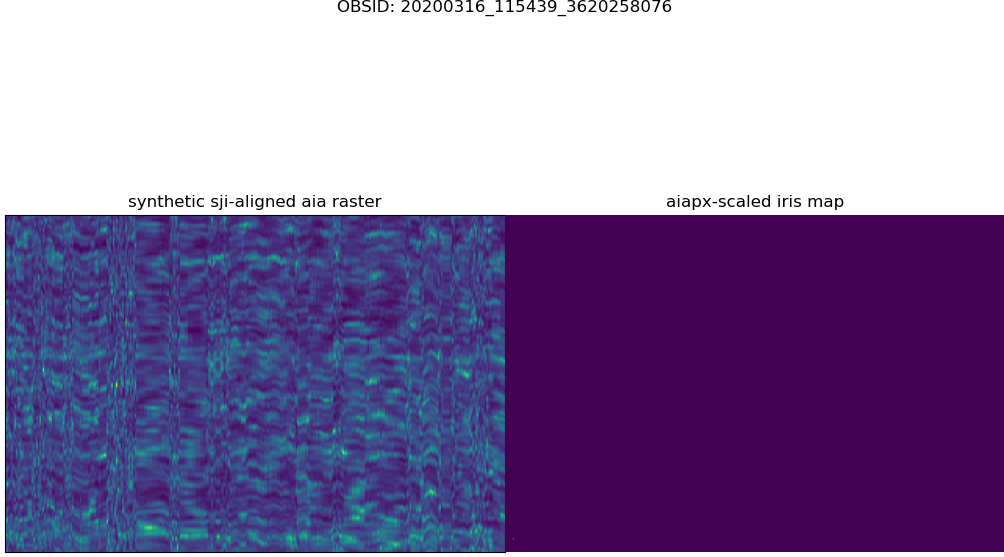 OBSID: 20200316_115439_3620258076
synthetic sji-aligned aia raster
aiapx-scaled iris map